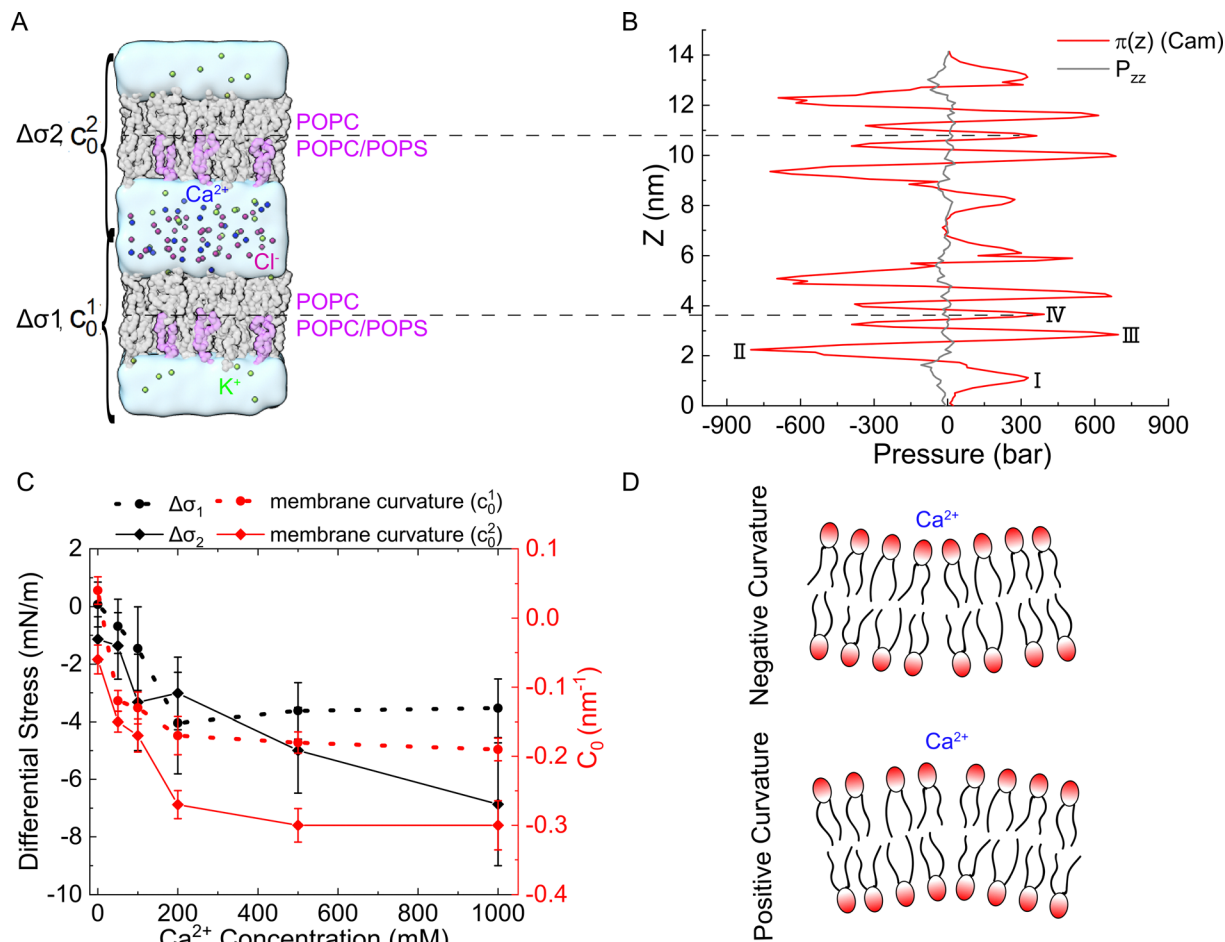 A
Δσ2, C₀²
POPC
POPC/POPS
Ca²⁺
Cl⁻
Δσ1, C₀¹
POPC
POPC/POPS
K⁺
B
π(z) (Cam)
P_zz
14
12
10
8
6
4
2
0
Z (nm)
I
II
III
IV
-900
-600
-300
0
300
600
900
Pressure (bar)
C
Δσ₁
membrane curvature (c₀¹)
Δσ₂
membrane curvature (c₀²)
2
0
-2
-4
-6
-8
-10
Differential Stress (mN/m)
0.1
0.0
-0.1
-0.2
-0.3
-0.4
C₀ (nm⁻¹)
0
200
400
600
800
1000
Ca²⁺ Concentration (mM)
D
Negative Curvature
Ca²⁺
Positive Curvature
Ca²⁺